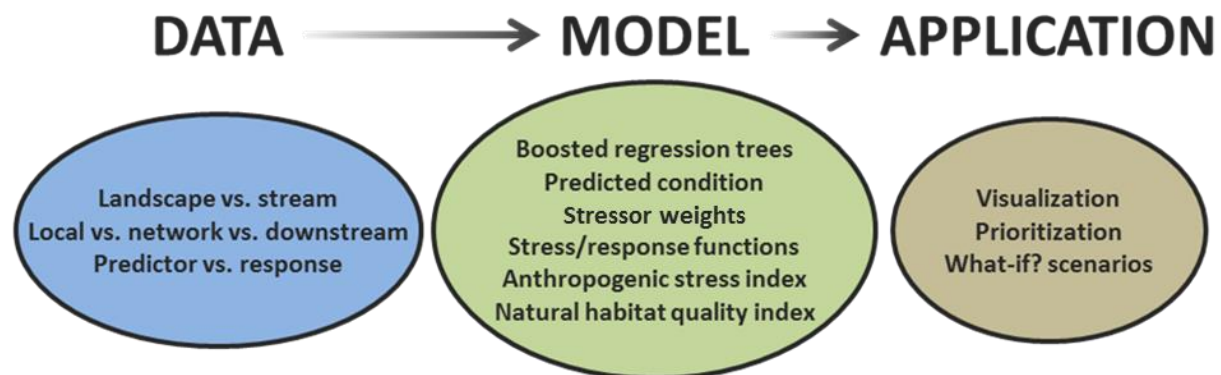 DATA
MODEL
APPLICATION
Landscape vs. stream
Local vs. network vs. downstream
Predictor vs. response
Boosted regression trees
Predicted condition
Stressor weights
Stress/response functions
Anthropogenic stress index
Natural habitat quality index
Visualization
Prioritization
What-if? scenarios